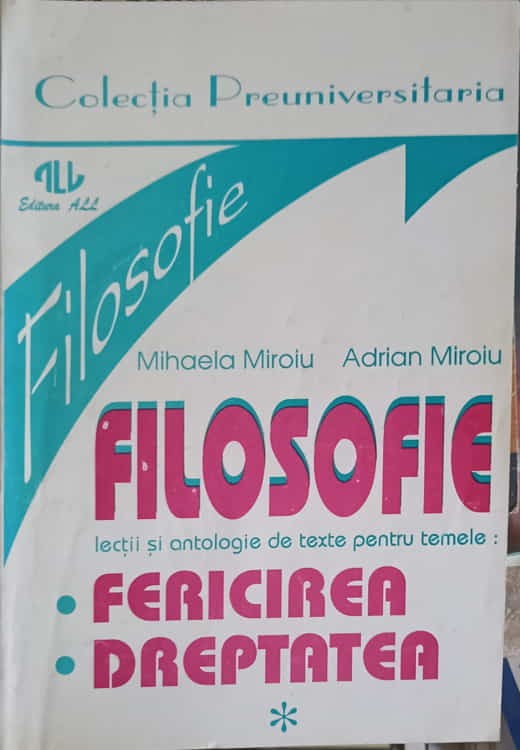 Colecția Preuniversitaria
ALL
Editura ALL
Filosofie
Mihaela Miroiu Adrian Miroiu
FILOSOFIE
lecții și antologie de texte pentru temele :
• FERICIREA
• DREPTATEA
*